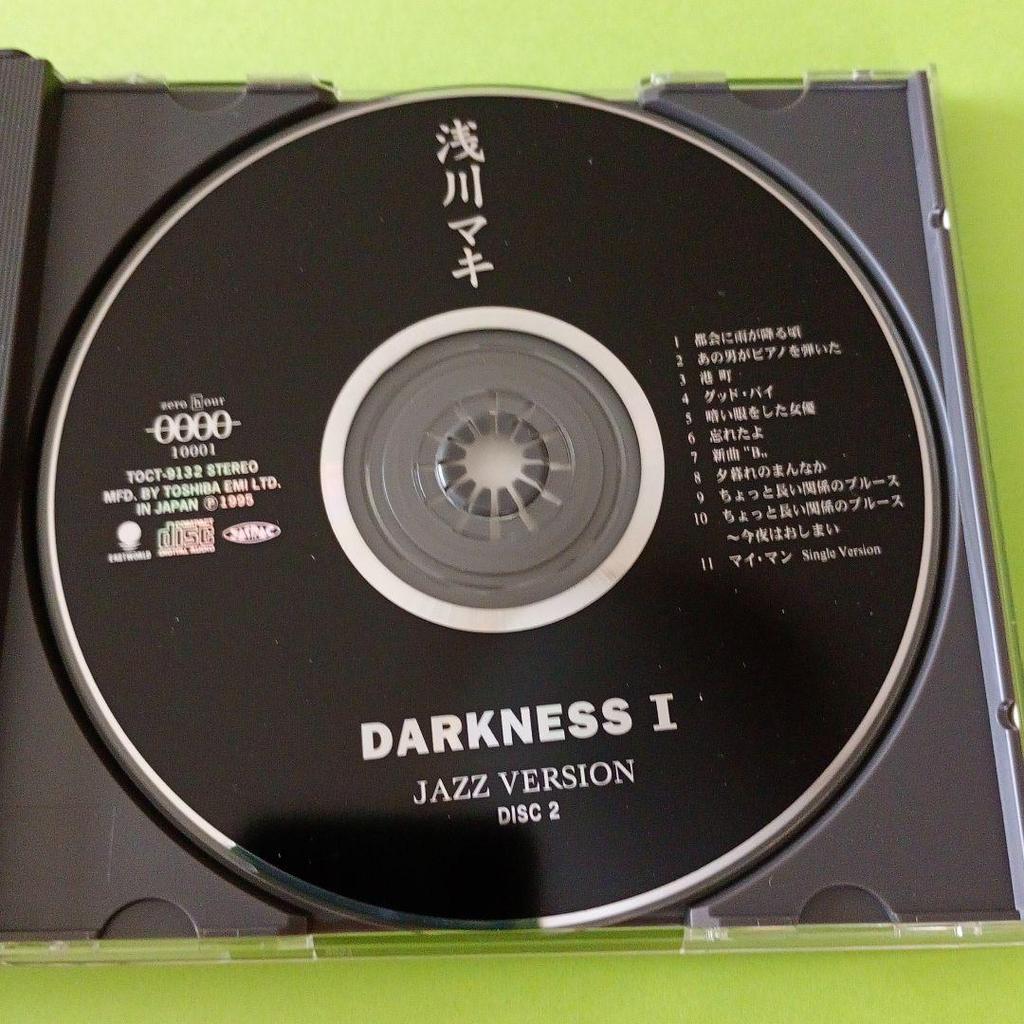 浅川マキ
zero hour
0000
10001
TOCT-9132 STEREO
MFD. BY TOSHIBA EMI LTD.
IN JAPAN ℗1995
EASTWORLD
COMPACT
disc
DIGITAL AUDIO
1 都会に雨が降る頃
2 あの男がピアノを弾いた
3 港町
4 グッド・バイ
5 暗い眼をした女優
6 忘れたよ
7 新曲 "B„
8 夕暮れのまんなか
9 ちょっと長い関係のブルース
10 ちょっと長い関係のブルース
～今夜はおしまい
11 マイ・マン Single Version
DARKNESS I
JAZZ VERSION
DISC 2